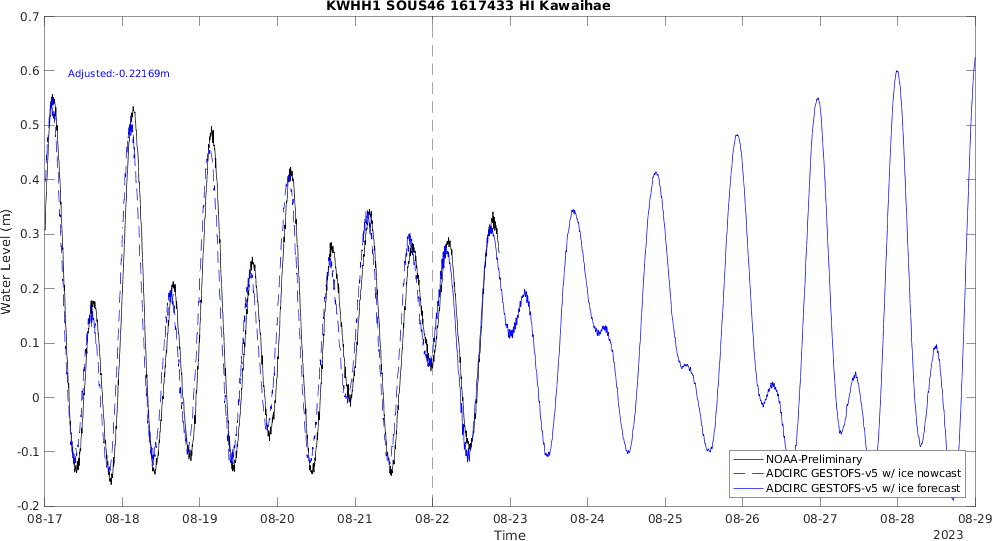 KWHH1 SOUS46 1617433 HI Kawaihae
Adjusted:-0.22169m
Water Level (m)
0.7
0.6
0.5
0.4
0.3
0.2
0.1
0
-0.1
-0.2
NOAA-Preliminary
ADCIRC GESTOFS-v5 w/ ice nowcast
ADCIRC GESTOFS-v5 w/ ice forecast
08-17 08-18 08-19 08-20 08-21 08-22 08-23 08-24 08-25 08-26 08-27 08-28 08-29
Time
2023